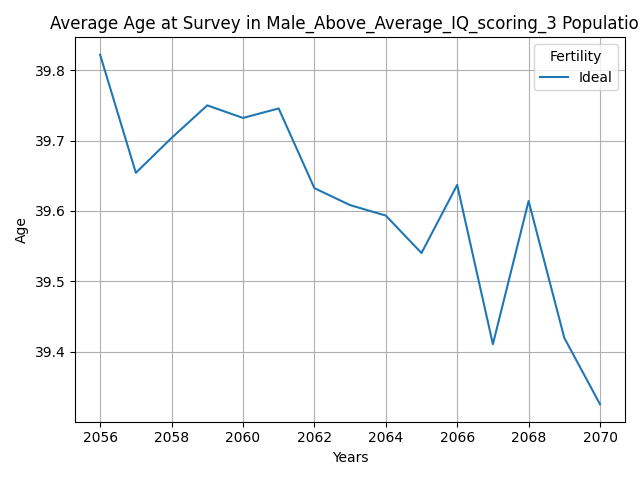 Average Age at Survey in Male_Above_Average_IQ_scoring_3 Populatio
Fertility
Ideal
39.8
39.7
39.6
39.5
39.4
Age
2056 2058 2060 2062 2064 2066 2068 2070
Years